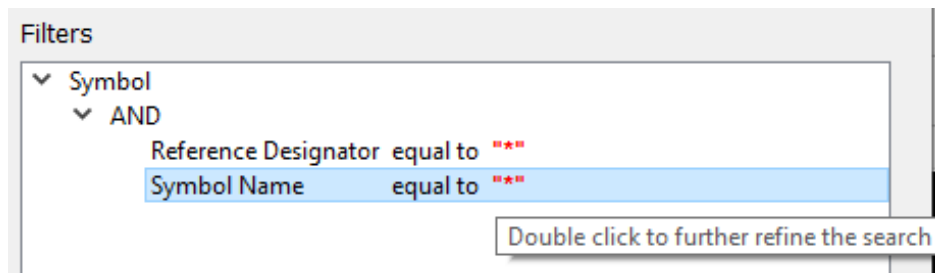 Filters
Symbol
AND
Reference Designator equal to "*"
Symbol Name equal to "*"
Double click to further refine the search